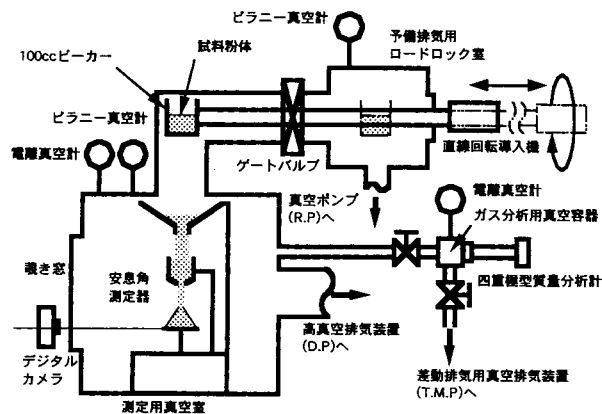 ピラニー真空計
予備排気用
ロードロック室
試料粉体
100ccビーカー
ピラニー真空計
電離真空計
ゲートバルブ
直線回転導入機
真空ポンプ
(R.P)へ
電離真空計
ガス分析用真空容器
覗き窓
安息角
測定器
四重極型質量分析計
高真空排気装置
(D.P)へ
デジタル
カメラ
測定用真空室
差動排気用真空排気装置
(T.M.P)へ